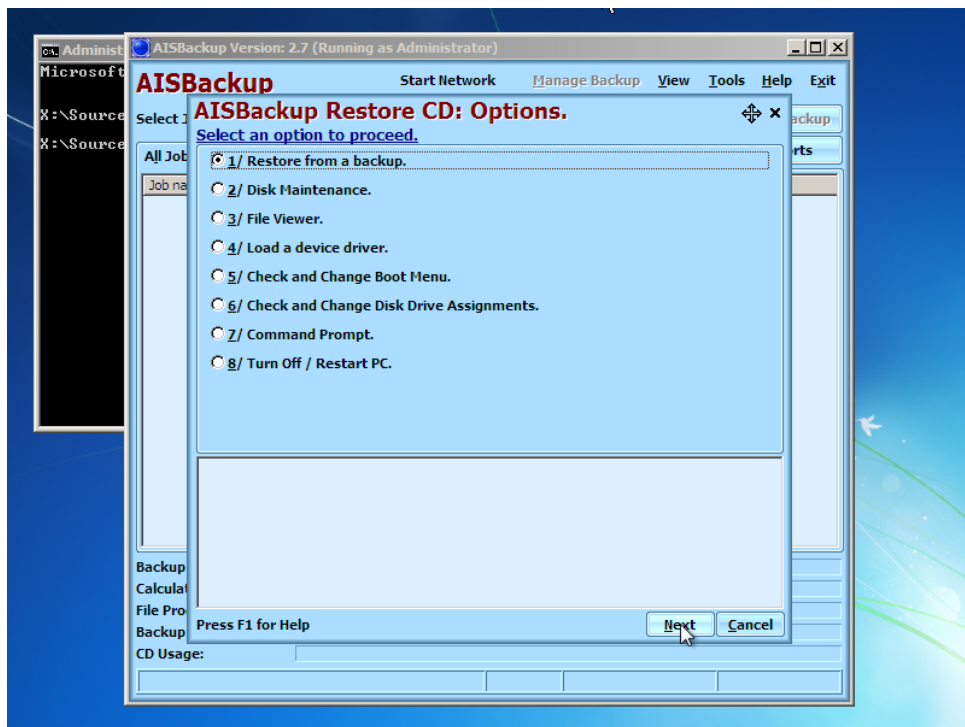 Administ
AISBackup Version: 2.7 (Running as Administrator)
Microsoft
X:\Source
X:\Source
AISBackup
Start Network Manage Backup View Tools Help Exit
Select J
ackup
All Job
rts
Job na
AISBackup Restore CD: Options.
Select an option to proceed.
1/ Restore from a backup.
2/ Disk Maintenance.
3/ File Viewer.
4/ Load a device driver.
5/ Check and Change Boot Menu.
6/ Check and Change Disk Drive Assignments.
7/ Command Prompt.
8/ Turn Off / Restart PC.
Press F1 for Help
Next Cancel
Backup
Calculat
File Pro
Backup
CD Usage: